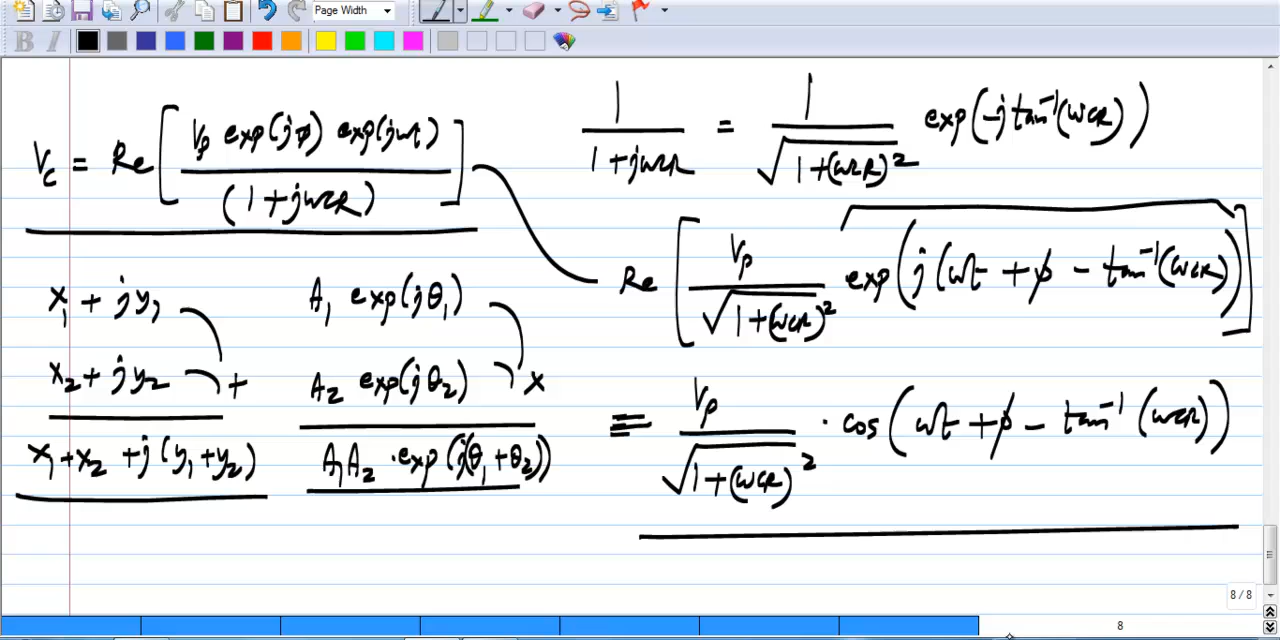 Page Width
B I
V_c = Re [ V_p exp(jφ) exp(jωt) / (1 + jωCR) ]
1 / (1 + jωCR) = 1 / √(1 + (ωCR)²) exp(-j tan⁻¹(ωCR))
Re [ V_p / √(1 + (ωCR)²) exp(j(ωt + φ - tan⁻¹(ωCR)) ]
x₁ + jy₁
x₂ + jy₂ +
x₁+x₂ + j(y₁+y₂)
A₁ exp(jθ₁)
A₂ exp(jθ₂) x
A₁A₂ · exp(j(θ₁ + θ₂))
≡ V_p / √(1 + (ωCR)²) · cos(ωt + φ - tan⁻¹(ωCR))
8 / 8
8